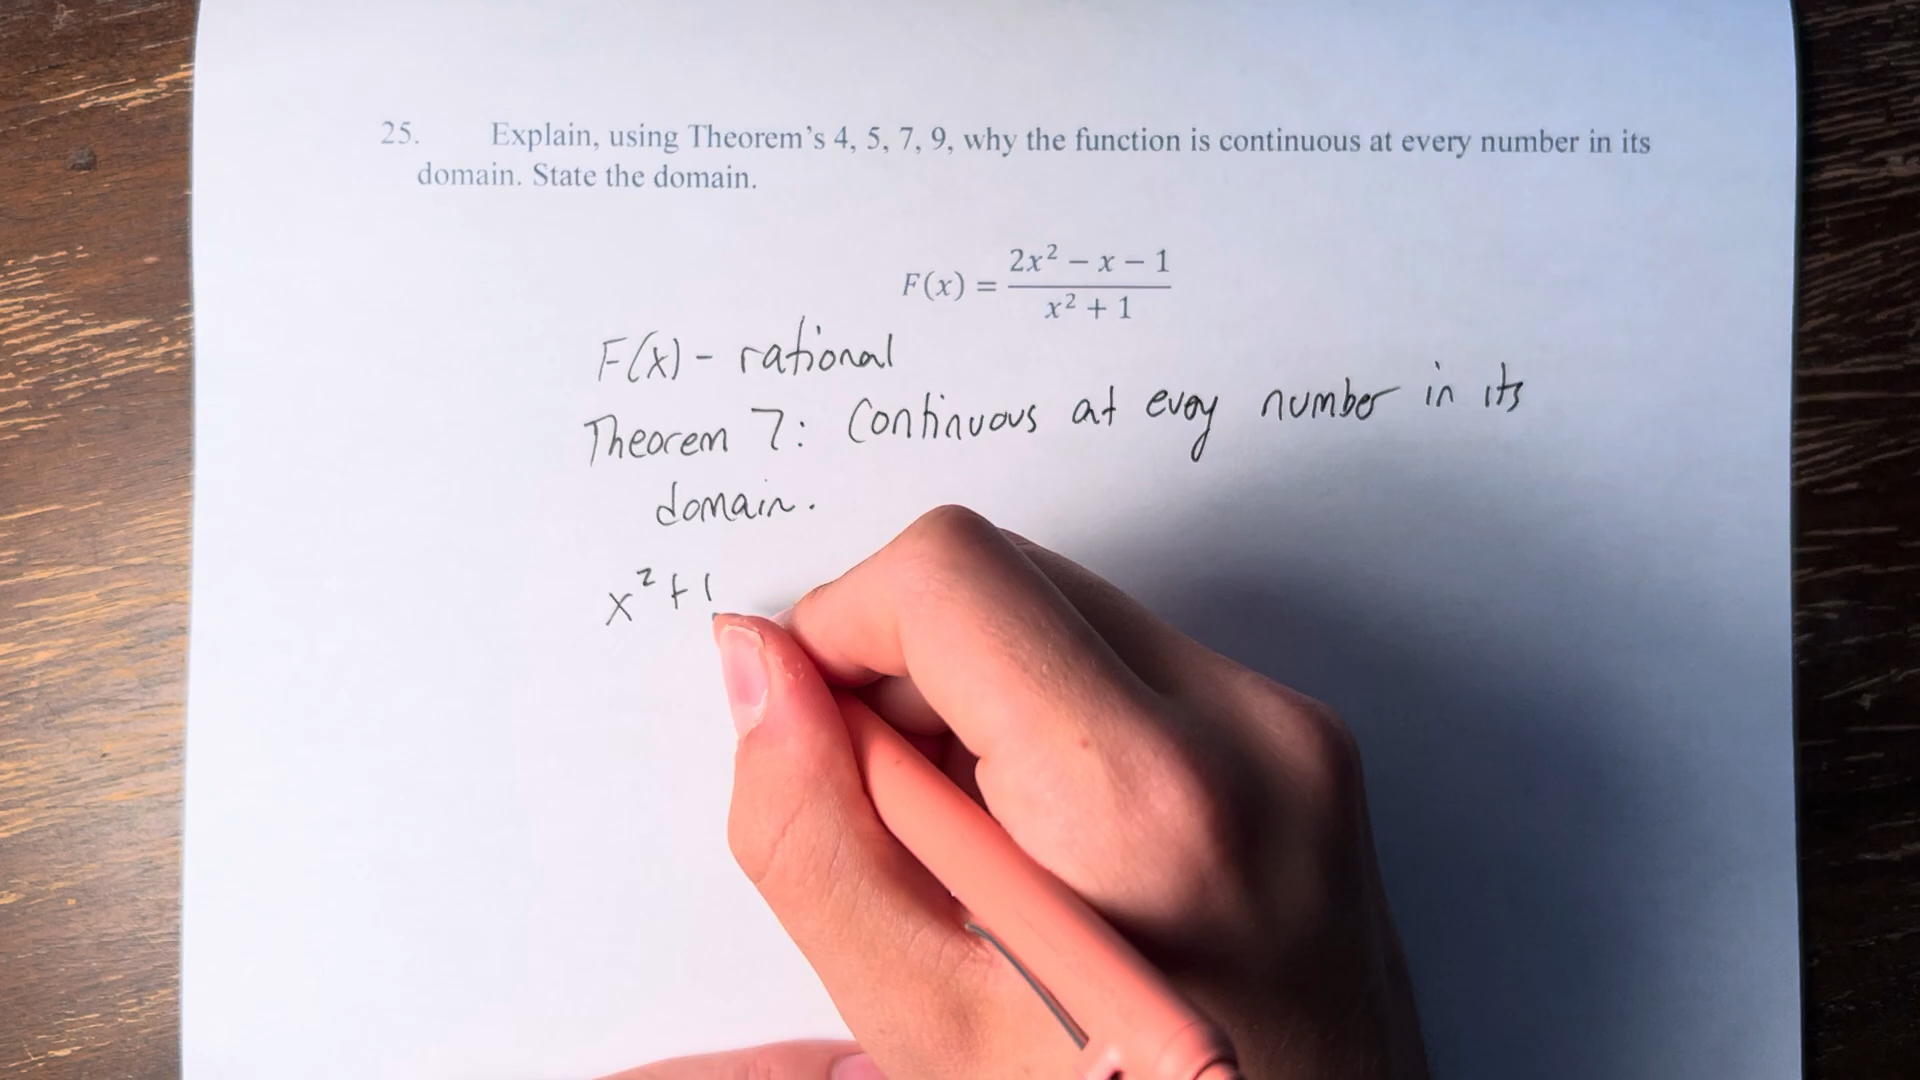 25. Explain, using Theorem's 4, 5, 7, 9, why the function is continuous at every number in its
domain. State the domain.
F(x) = (2x² − x − 1) / (x² + 1)
F(x) - rational
Theorem 7: Continuous at every number in its
domain.
x² + 1